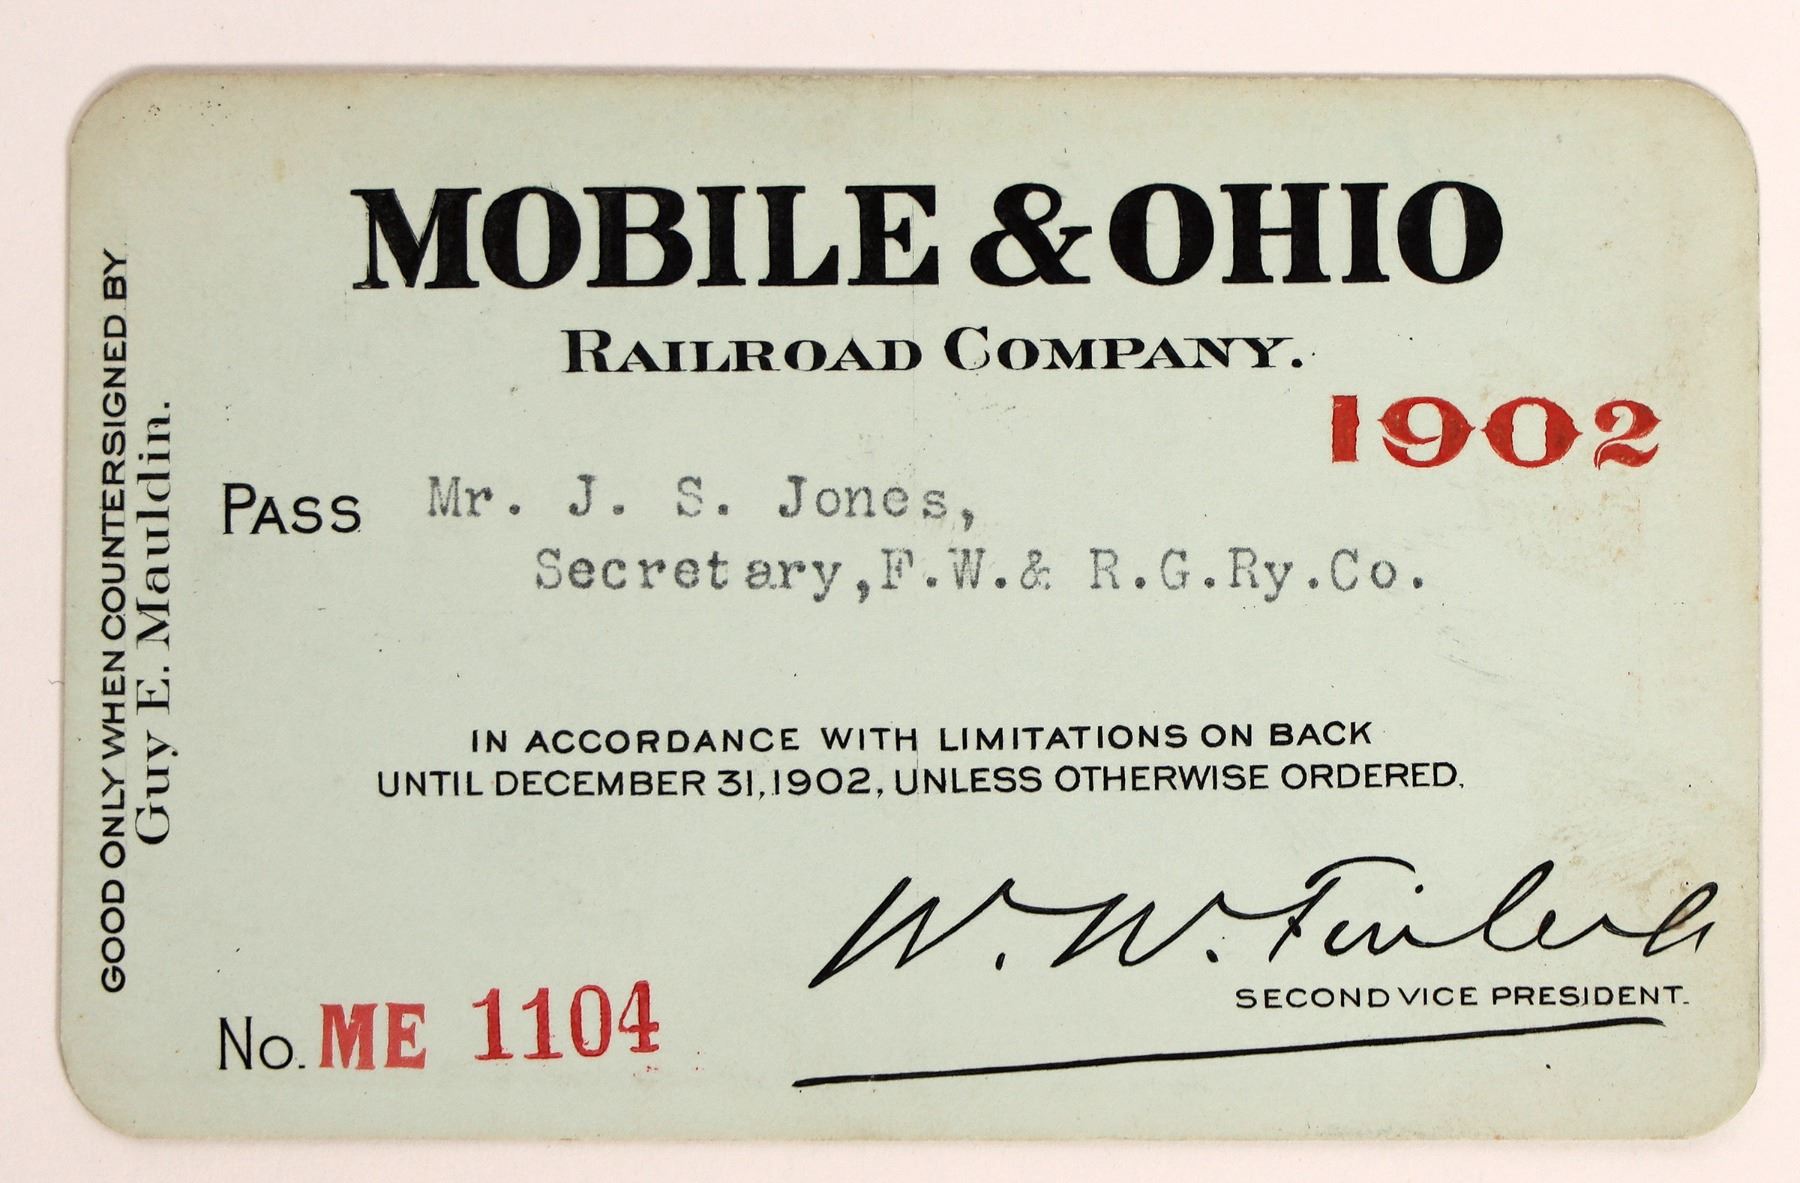 MOBILE & OHIO
RAILROAD COMPANY.
1902
PASS Mr. J. S. Jones,
Secretary,F.W.& R.G.Ry.Co.
IN ACCORDANCE WITH LIMITATIONS ON BACK
UNTIL DECEMBER 31, 1902, UNLESS OTHERWISE ORDERED.
W. W. Finley
SECOND VICE PRESIDENT.
No. ME 1104
GOOD ONLY WHEN COUNTERSIGNED BY
Guy E. Mauldin.